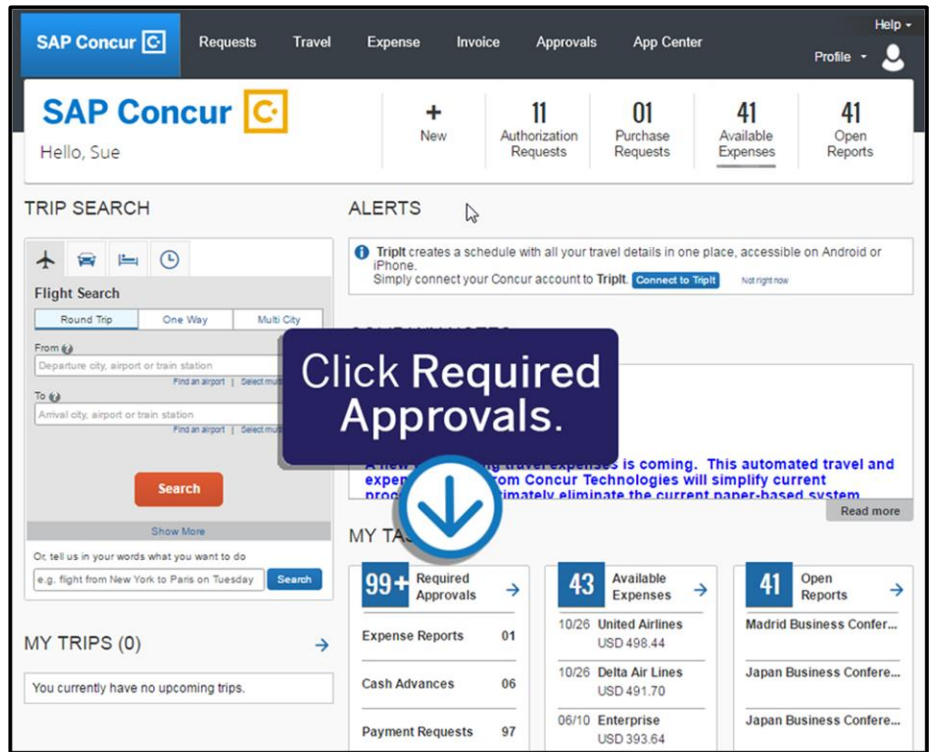 Help
SAP Concur
Requests
Travel
Expense
Invoice
Approvals
App Center
Profile
SAP Concur
Hello, Sue
+
New
11
Authorization
Requests
01
Purchase
Requests
41
Available
Expenses
41
Open
Reports
TRIP SEARCH
Flight Search
Round Trip
One Way
Multi City
From
Departure city, airport or train station
Find an airport | Select
To
Arrival city, airport or train station
Find an airport | Select
Search
Show More
Or, tell us in your words what you want to do
e.g. flight from New York to Paris on Tuesday
Search
MY TRIPS (0)
You currently have no upcoming trips.
ALERTS
TripIt creates a schedule with all your travel details in one place, accessible on Android or
iPhone.
Simply connect your Concur account to TripIt. Connect to TripIt Not right now
Click Required
Approvals.
A new travel expenses is coming. This automated travel and
from Concur Technologies will simplify current
eliminate the current paper-based system
Read more
MY
99+
Required
Approvals
Expense Reports 01
Cash Advances 06
Payment Requests 97
43
Available
Expenses
10/26 United Airlines
USD 498.44
10/26 Delta Air Lines
USD 491.70
06/10 Enterprise
USD 393.64
41
Open
Reports
Madrid Business Confer...
Japan Business Confere...
Japan Business Confere...